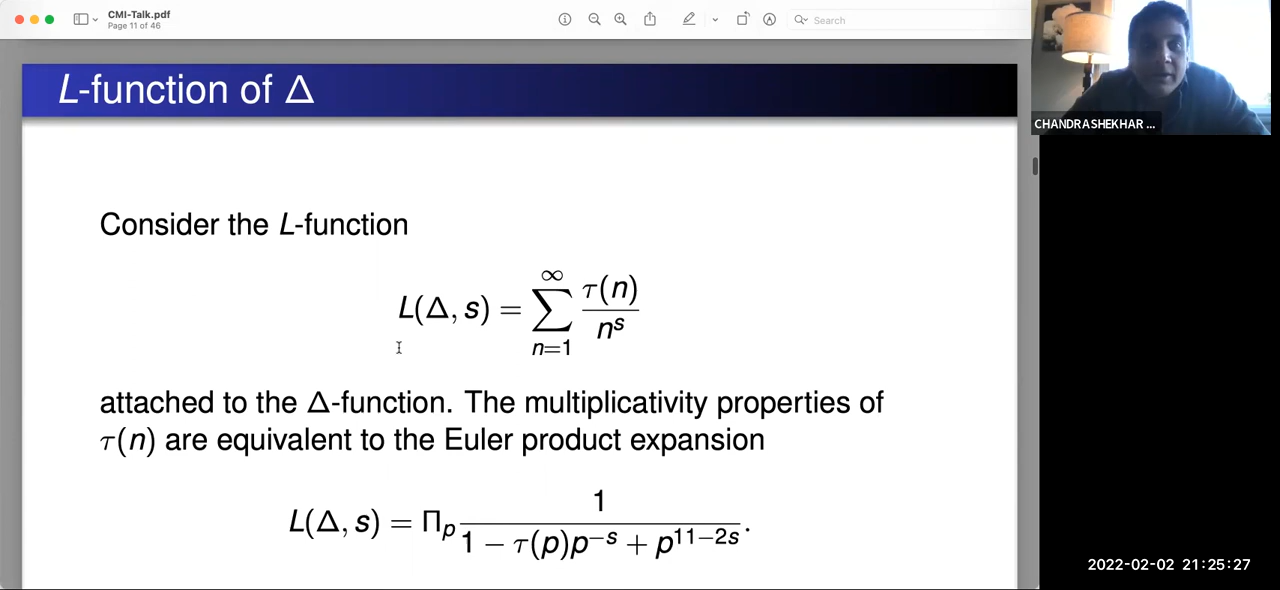 CMI-Talk.pdf
Page 11 of 46
Search
L-function of Δ
Consider the L-function
L(Δ, s) = ∑_{n=1}^{∞} τ(n)/n^s
attached to the Δ-function. The multiplicativity properties of
τ(n) are equivalent to the Euler product expansion
L(Δ, s) = Π_p 1/(1 − τ(p)p^{−s} + p^{11−2s}).
CHANDRASHEKHAR ...
2022-02-02 21:25:27